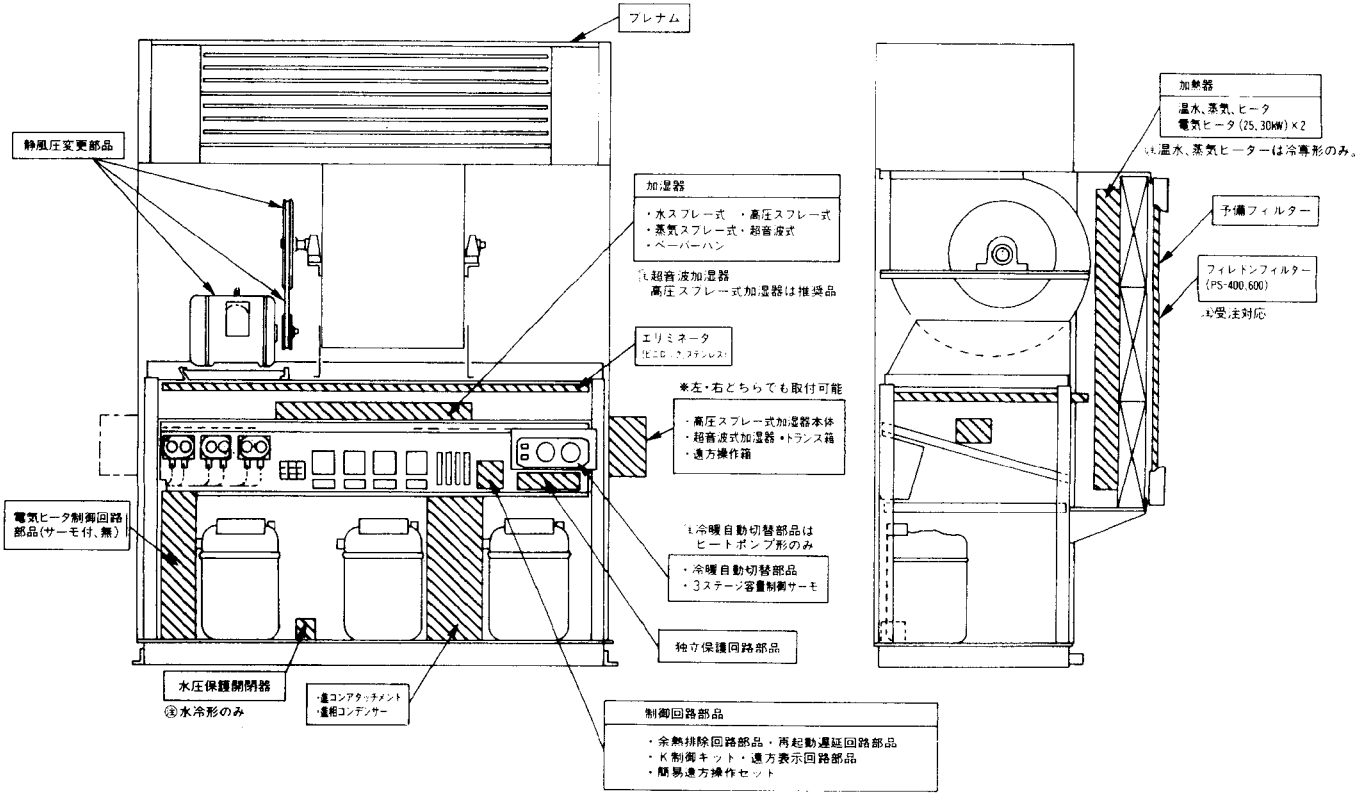 プレナム
静風圧変更部品
加湿器
・水スプレー式 ・高圧スプレー式
・蒸気スプレー式・超音波式
・ペーパーハン
注 超音波加湿器
高圧スプレー式加湿器は推奨品
エリミネータ
ステンレス)
※左・右どちらでも取付可能
・高圧スプレー式加湿器本体
・超音波式加湿器・トランス箱
・遠方操作箱
電気ヒータ制御回路
部品(サーモ付、無)
注 冷暖自動切替部品は
ヒートポンプ形のみ
・冷暖自動切替部品
・3ステージ容量制御サーモ
独立保護回路部品
水圧保護開閉器
注 水冷形のみ
・進コンアタッチメント
・進相コンデンサー
制御回路部品
・余熱排除回路部品・再起動遅延回路部品
・K制御キット・遠方表示回路部品
・簡易遠方操作セット
加熱器
温水、蒸気、ヒータ
電気ヒータ(25、30kW)×2
注 温水、蒸気ヒーターは冷専形のみ。
予備フィルター
フィレドンフィルター
(PS-400,600)
注 受注対応